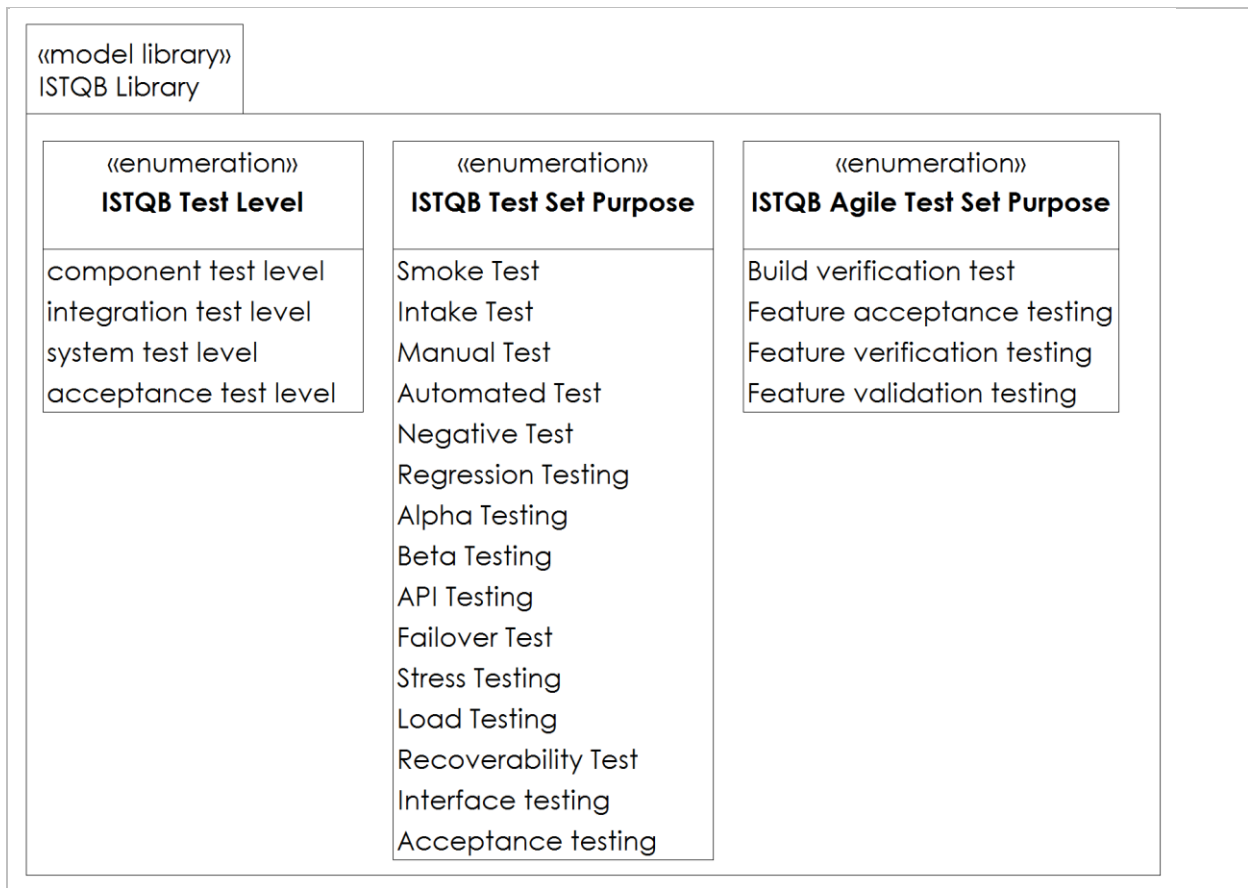 «model library»
ISTQB Library
«enumeration»
ISTQB Test Level
component test level
integration test level
system test level
acceptance test level
«enumeration»
ISTQB Test Set Purpose
Smoke Test
Intake Test
Manual Test
Automated Test
Negative Test
Regression Testing
Alpha Testing
Beta Testing
API Testing
Failover Test
Stress Testing
Load Testing
Recoverability Test
Interface testing
Acceptance testing
«enumeration»
ISTQB Agile Test Set Purpose
Build verification test
Feature acceptance testing
Feature verification testing
Feature validation testing